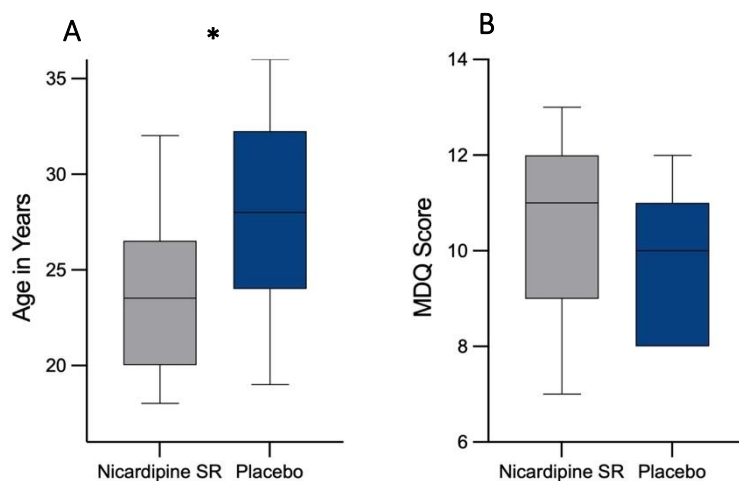 A
*
35
30
25
20
Age in Years
Nicardipine SR Placebo
B
14
12
10
8
6
MDQ Score
Nicardipine SR Placebo